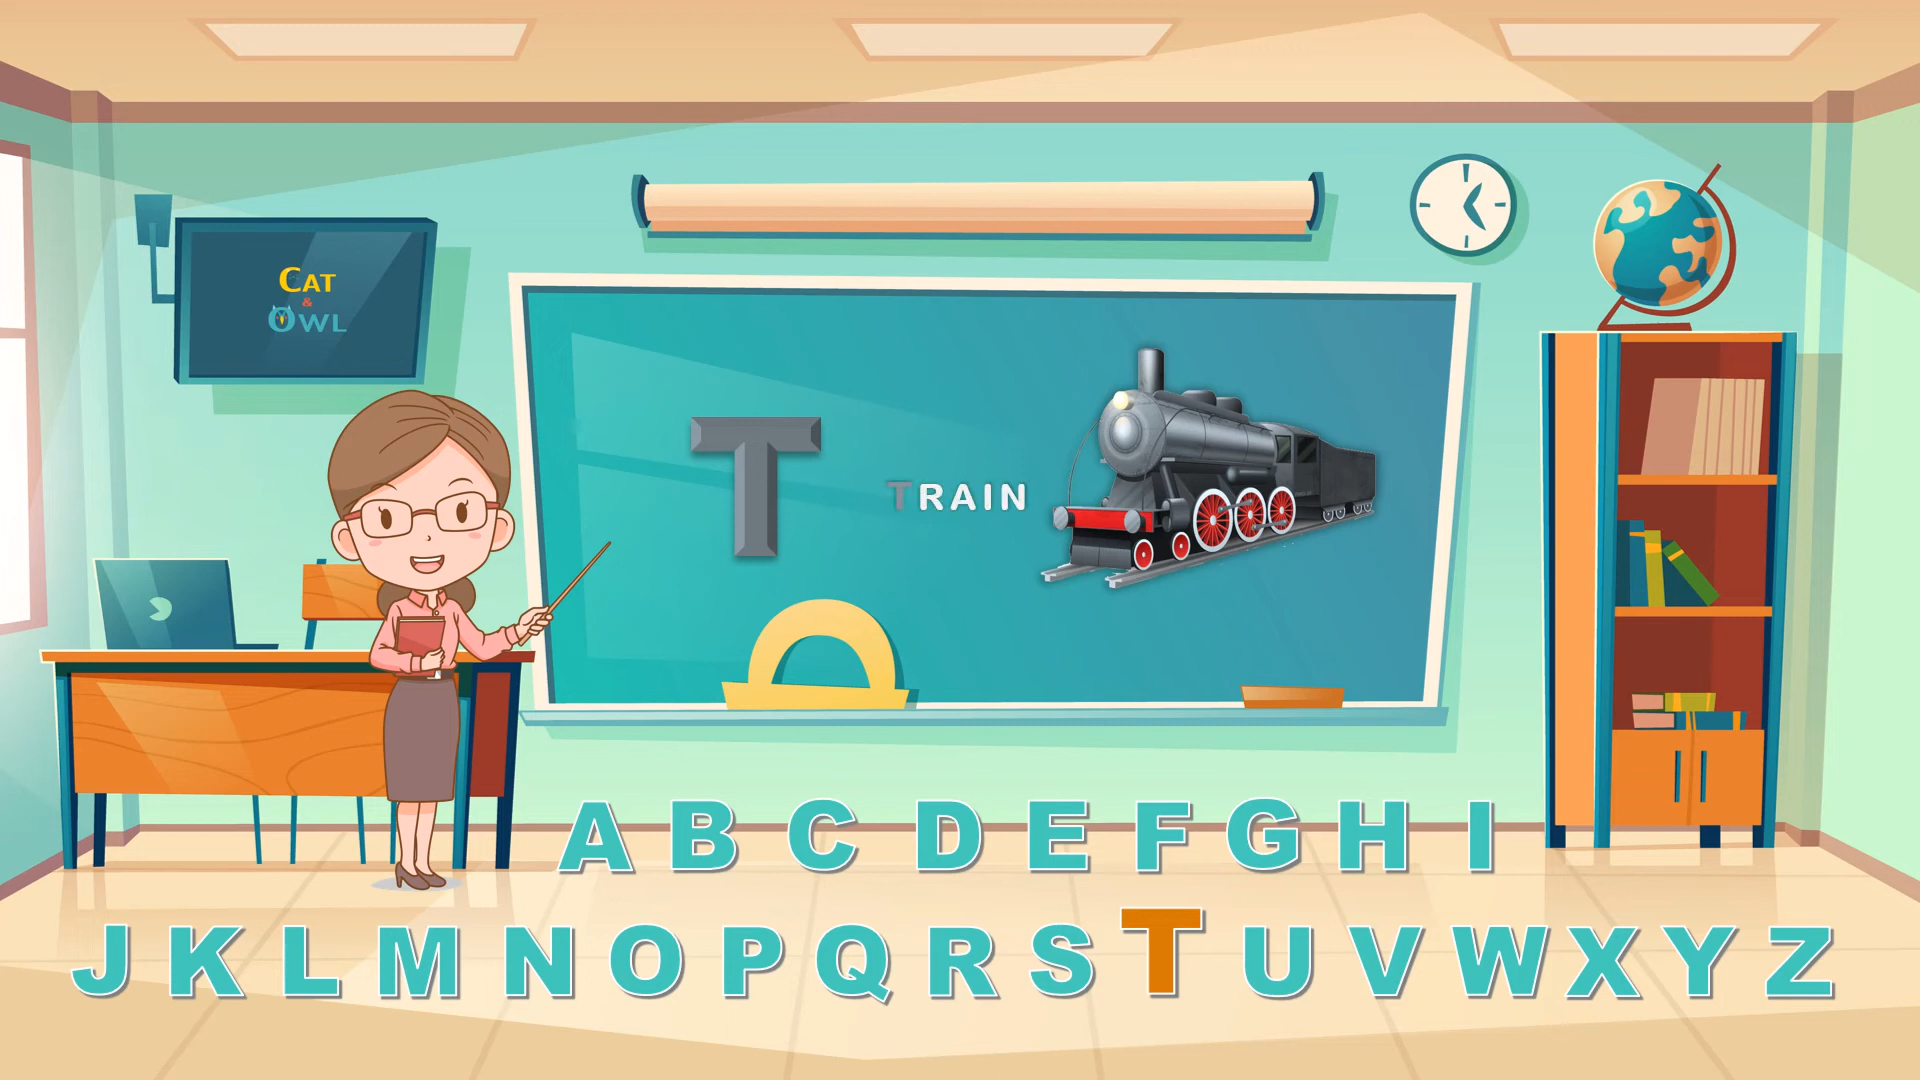 CAT
&
OWL
T
TRAIN
A B C D E F G H I
J K L M N O P Q R S T U V W X Y Z